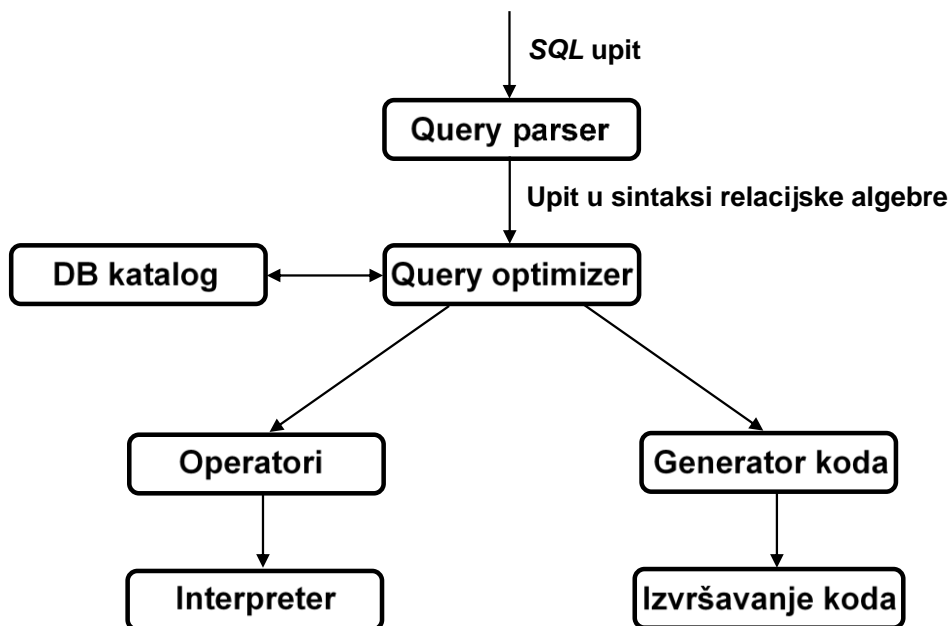 SQL upit
Query parser
Upit u sintaksi relacijske algebre
DB katalog
Query optimizer
Operatori
Generator koda
Interpreter
Izvršavanje koda